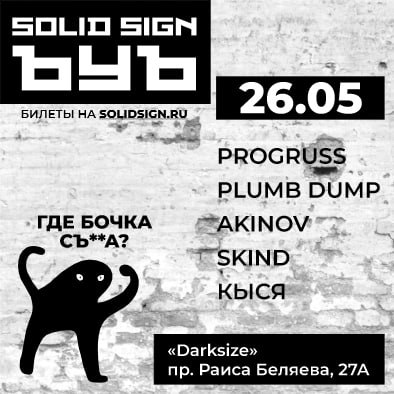 SOLID SIGN
ЬУЬ
БИЛЕТЫ НА SOLIDSIGN.RU
26.05
PROGRUSS
PLUMB DUMP
AKINOV
SKIND
КЫСЯ
ГДЕ БОЧКА
СЪ**А?
«Darksize»
пр. Раиса Беляева, 27А